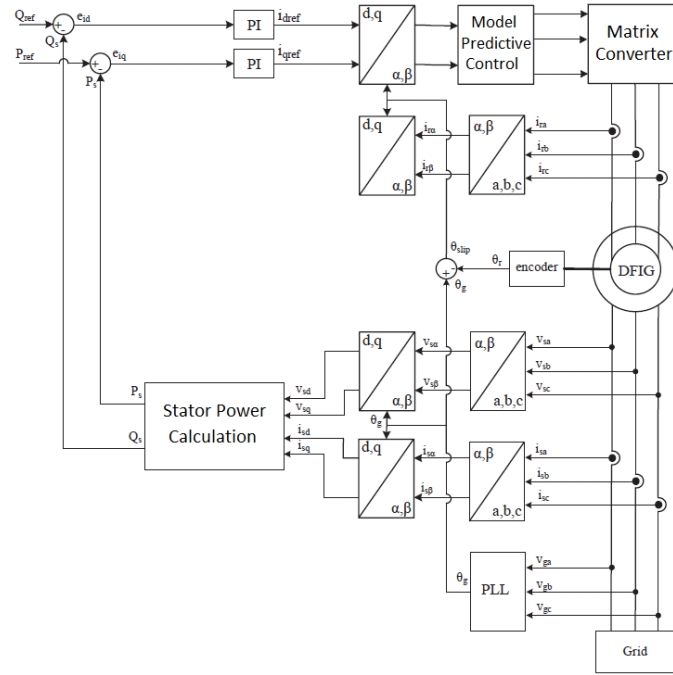 Qref
eid
PI
idref
d,q
α,β
Model Predictive Control
Matrix Converter
Qs
Pref
eiq
PI
iqref
Ps
d,q
α,β
irα
irβ
α,β
a,b,c
ira
irb
irc
θslip
θg
θr
encoder
DFIG
d,q
α,β
vsα
vsβ
α,β
a,b,c
vsa
vsb
vsc
Ps
Qs
Stator Power Calculation
vsd
vsq
isd
isq
θg
d,q
α,β
isα
isβ
α,β
a,b,c
isa
isb
isc
θg
PLL
vga
vgb
vgc
Grid